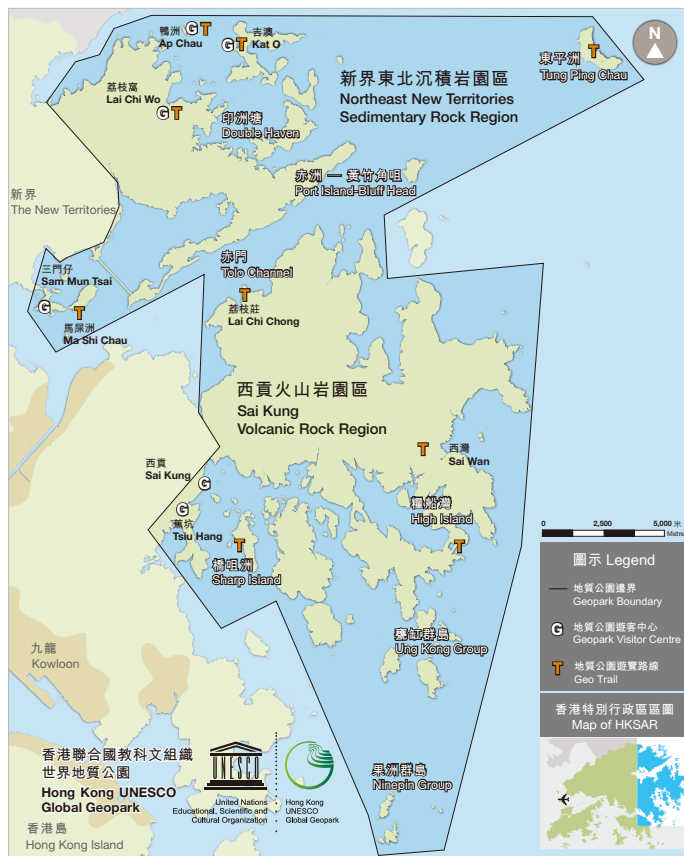 鴨洲
Ap Chau
G T
吉澳
Kat O
G T
N
東平洲
Tung Ping Chau
T
新界東北沉積岩園區
Northeast New Territories
Sedimentary Rock Region
荔枝窩
Lai Chi Wo
G T
印洲塘
Double Haven
赤洲 — 黃竹角咀
Port Island-Bluff Head
新界
The New Territories
赤門
Tolo Channel
三門仔
Sam Mun Tsai
G
T
馬屎洲
Ma Shi Chau
T
荔枝莊
Lai Chi Chong
西貢火山岩園區
Sai Kung
Volcanic Rock Region
T
西灣
Sai Wan
西貢
Sai Kung
G
G
蕉坑
Tsiu Hang
糧船灣
High Island
T
T
橋咀洲
Sharp Island
甕缸群島
Ung Kong Group
九龍
Kowloon
果洲群島
Ninepin Group
0 2,500 5,000 米
Metre
圖示 Legend
地質公園邊界
Geopark Boundary
G
地質公園遊客中心
Geopark Visitor Centre
T
地質公園遊覽路線
Geo Trail
香港特別行政區區圖
Map of HKSAR
香港聯合國教科文組織
世界地質公園
Hong Kong UNESCO
Global Geopark
UNESCO
United Nations
Educational, Scientific and
Cultural Organization
Hong Kong
UNESCO
Global Geopark
香港島
Hong Kong Island